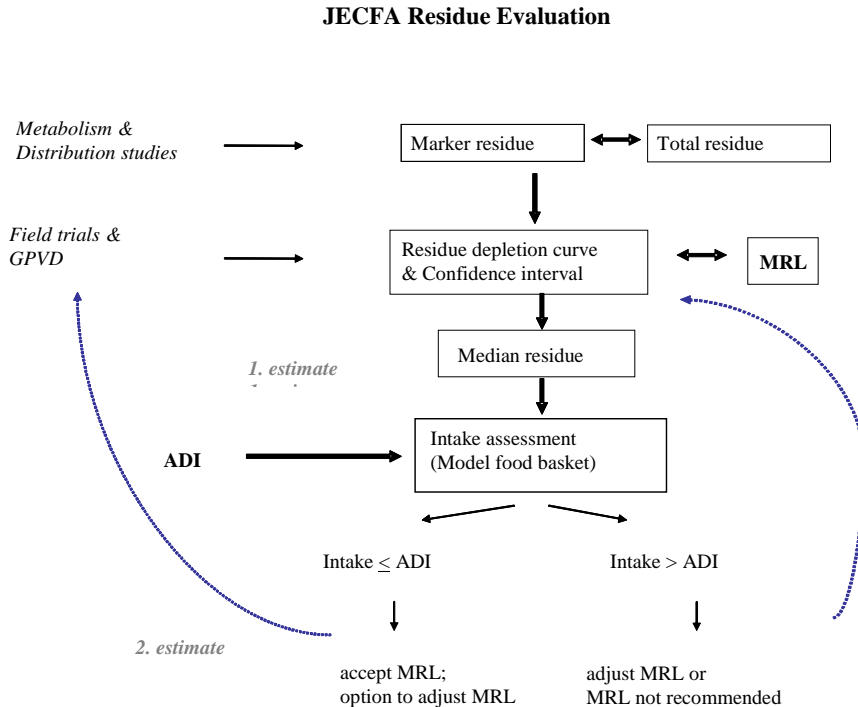 JECFA Residue Evaluation
Metabolism &
Distribution studies
Marker residue
Total residue
Field trials &
GPVD
Residue depletion curve
& Confidence interval
MRL
Median residue
1. estimate
ADI
Intake assessment
(Model food basket)
Intake ≤ ADI
Intake > ADI
2. estimate
accept MRL;
option to adjust MRL
adjust MRL or
MRL not recommended